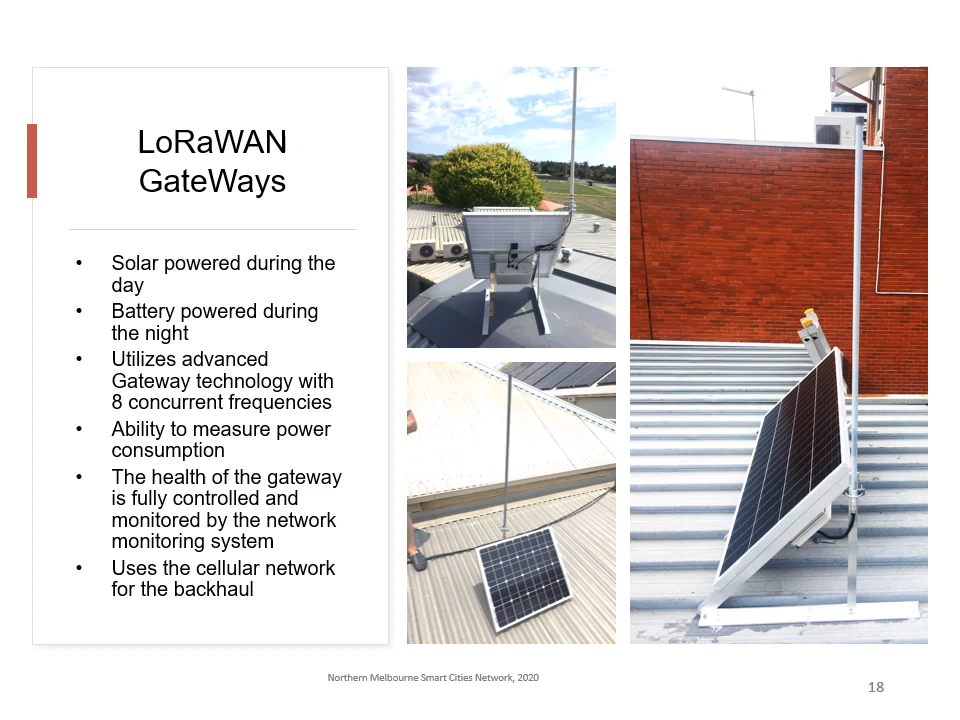 LoRaWAN
GateWays
• Solar powered during the
day
• Battery powered during
the night
• Utilizes advanced
Gateway technology with
8 concurrent frequencies
• Ability to measure power
consumption
• The health of the gateway
is fully controlled and
monitored by the network
monitoring system
• Uses the cellular network
for the backhaul
Northern Melbourne Smart Cities Network, 2020
18